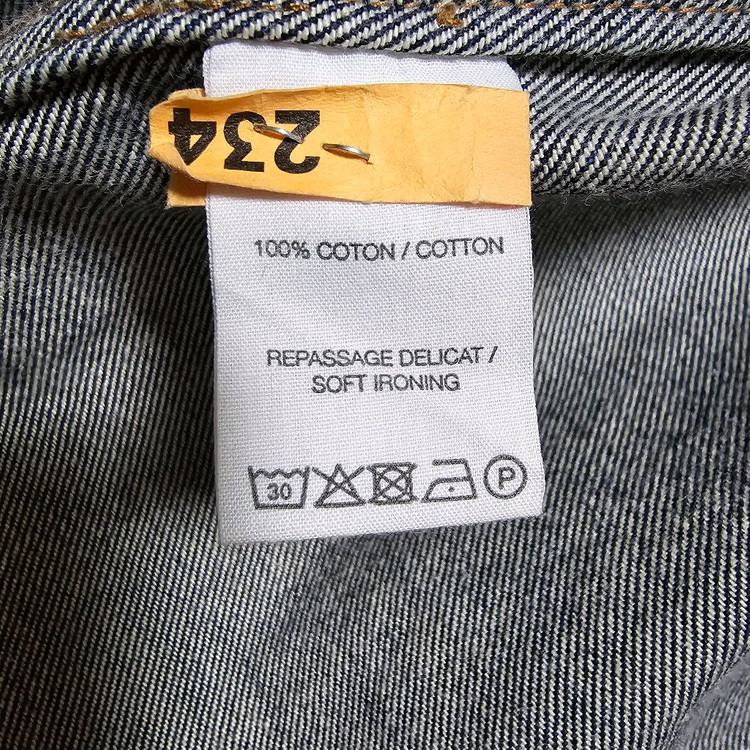 234
100% COTON / COTTON
REPASSAGE DELICAT /
SOFT IRONING
30
P